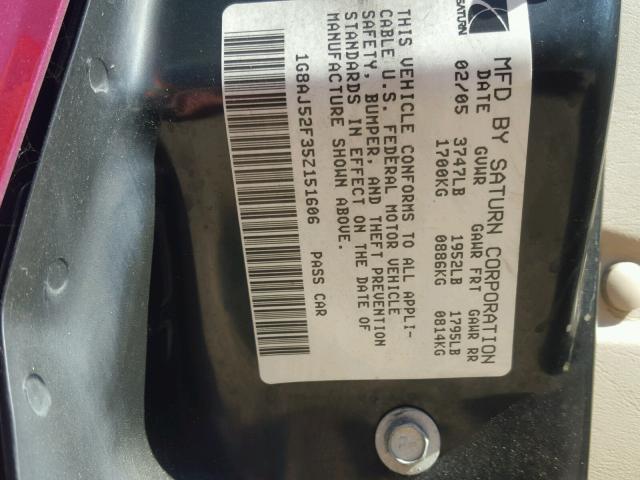 SATURN
MFD BY SATURN CORPORATION
DATE GVWR GAWR FRT GAWR RR
02/05 3747LB 1952LB 1795LB
1700KG 0886KG 0814KG
THIS VEHICLE CONFORMS TO ALL APPLI-
CABLE U.S. FEDERAL MOTOR VEHICLE
SAFETY, BUMPER, AND THEFT PREVENTION
STANDARDS IN EFFECT ON THE DATE OF
MANUFACTURE SHOWN ABOVE.
1G8AJ52F35Z151606 PASS CAR